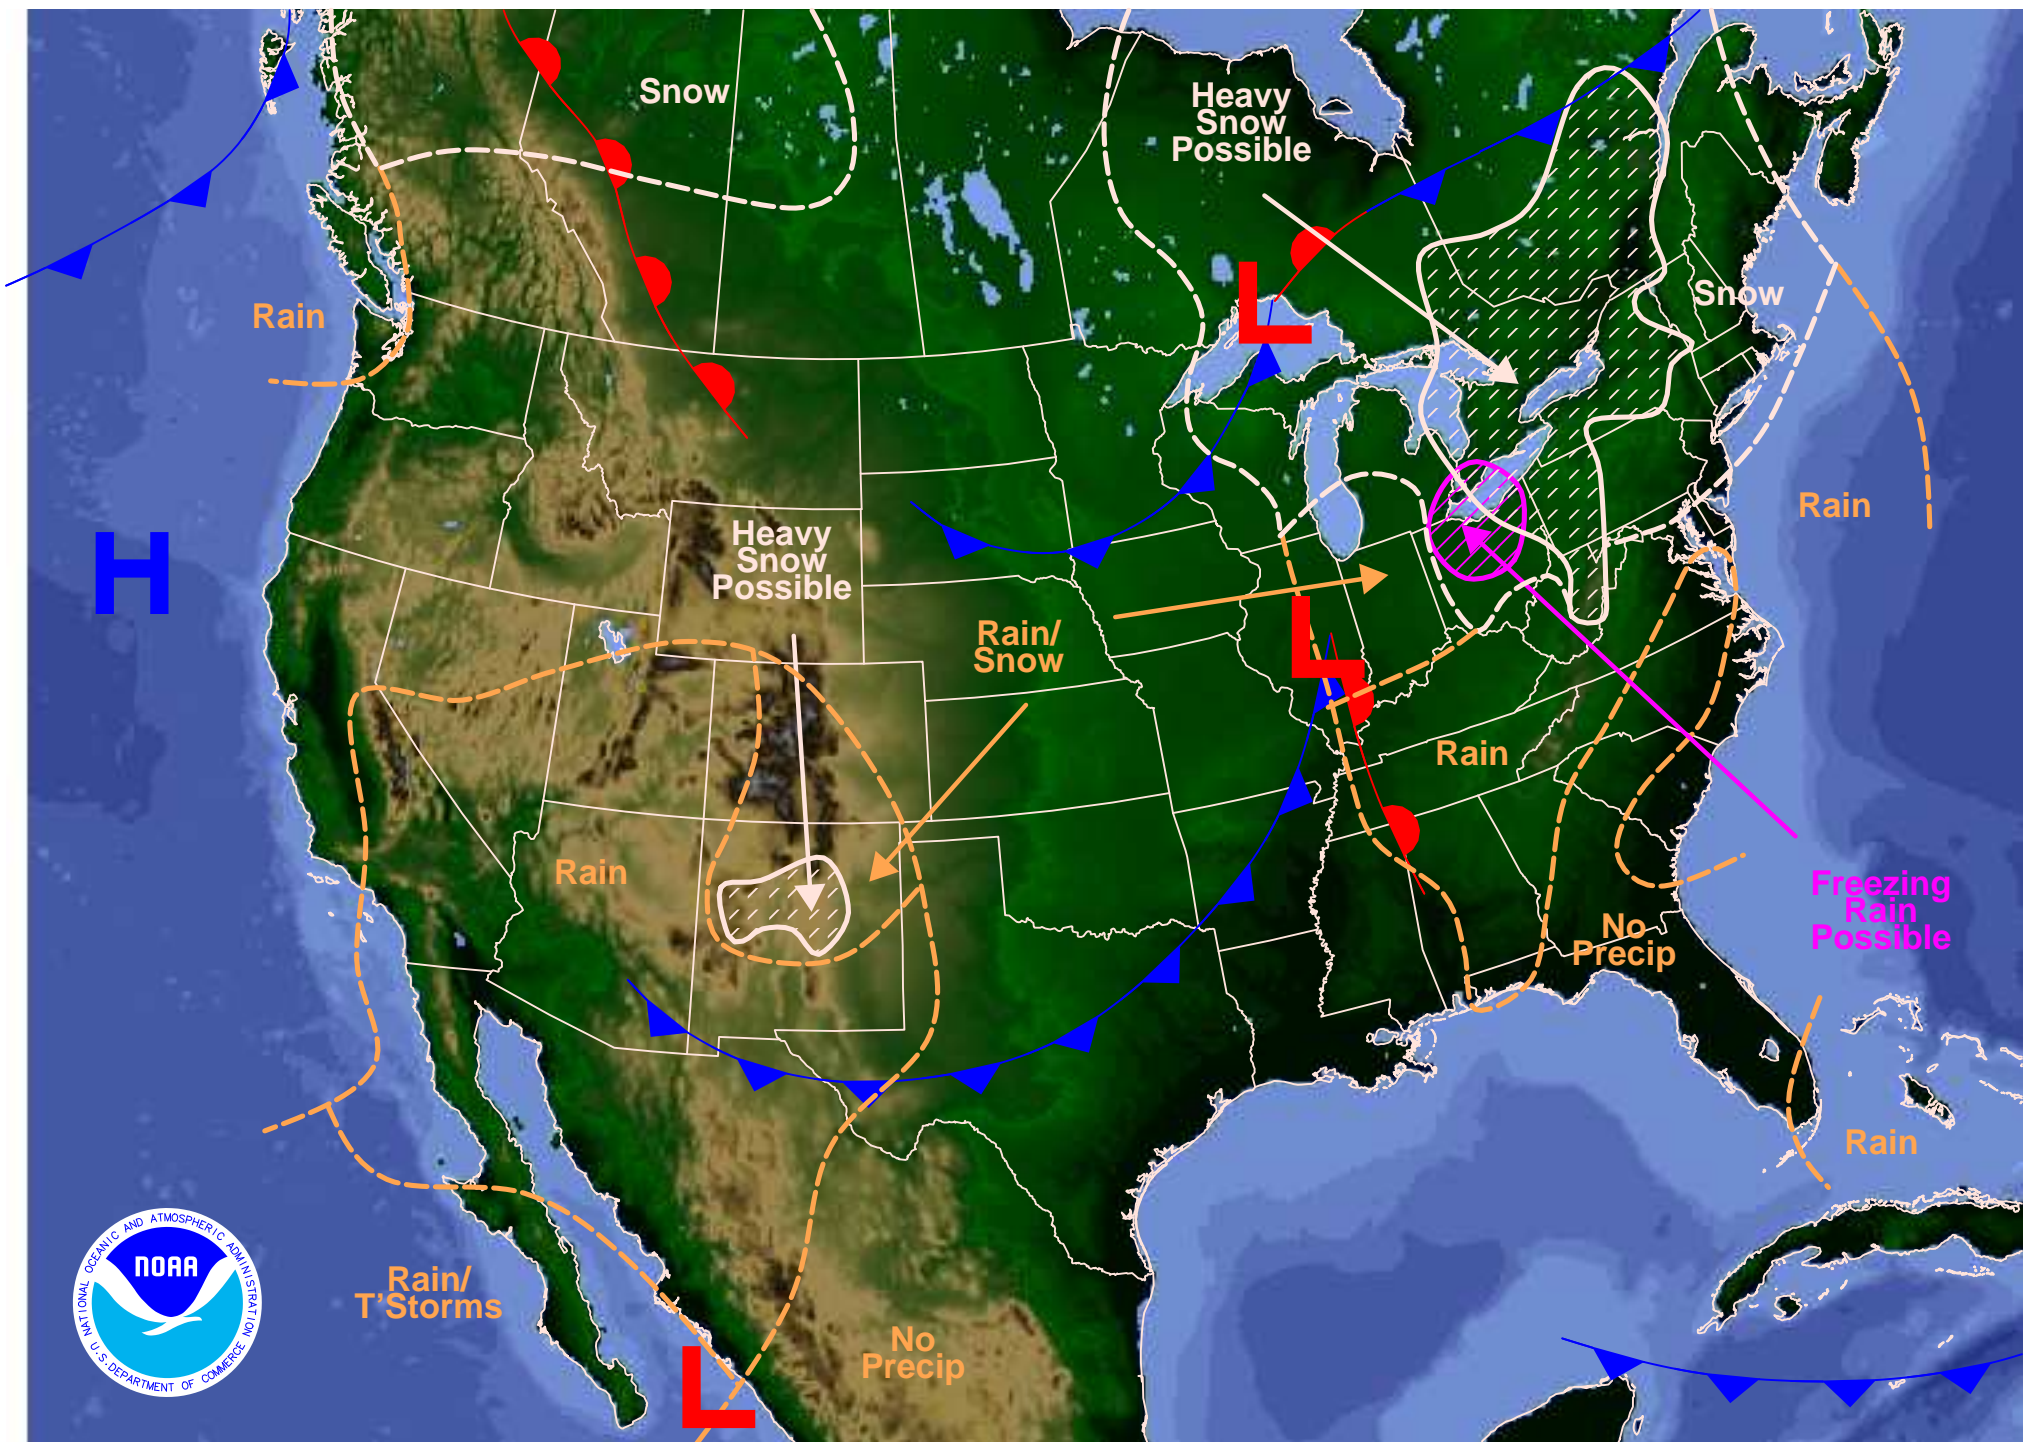 Snow
Heavy
Snow
Possible
L
Snow
Rain
Rain
H
Heavy
Snow
Possible
Rain/
Snow
L
Rain
Rain
Freezing
Rain
Possible
No
Precip
Rain
Rain/
T'Storms
No
Precip
L
NATIONAL OCEANIC AND ATMOSPHERIC ADMINISTRATION
NOAA
U.S. DEPARTMENT OF COMMERCE